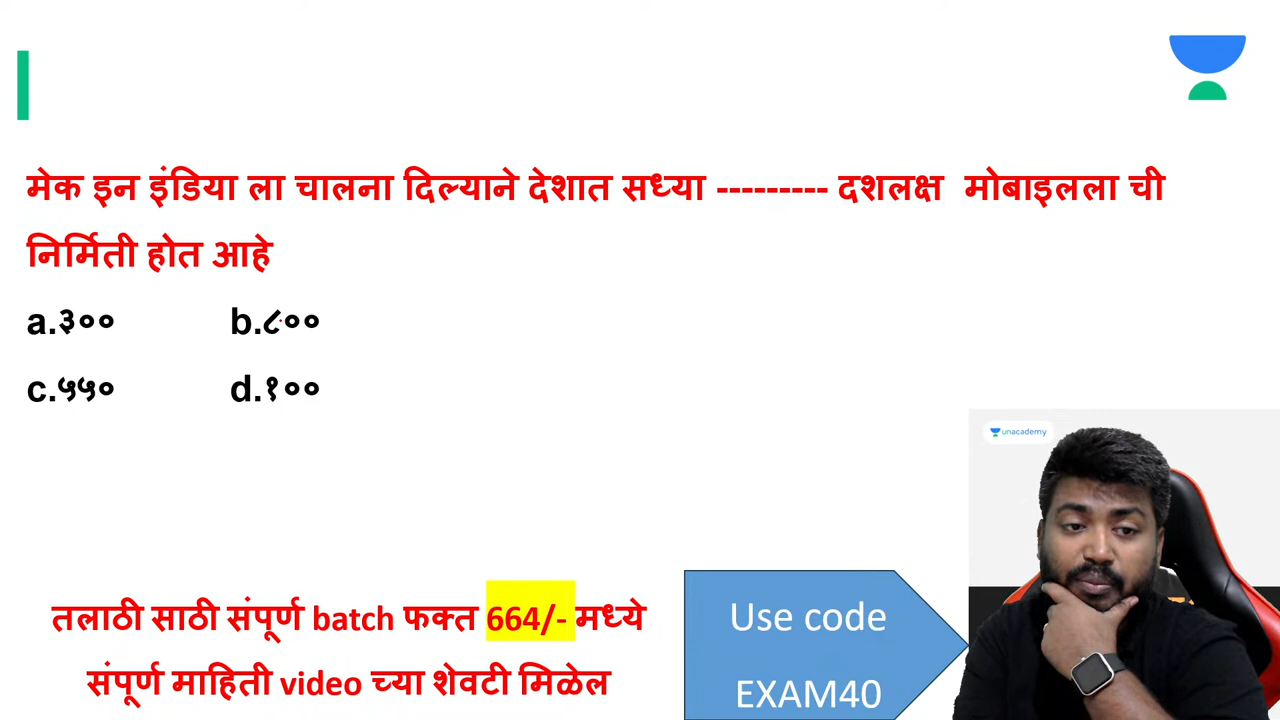 मेक इन इंडिया ला चालना दिल्याने देशात सध्या --------- दशलक्ष मोबाइलला ची
निर्मिती होत आहे
a.३०० b.८००
c.५५० d.१००
unacademy
तलाठी साठी संपूर्ण batch फक्त 664/- मध्ये
संपूर्ण माहिती video च्या शेवटी मिळेल
Use code
EXAM40